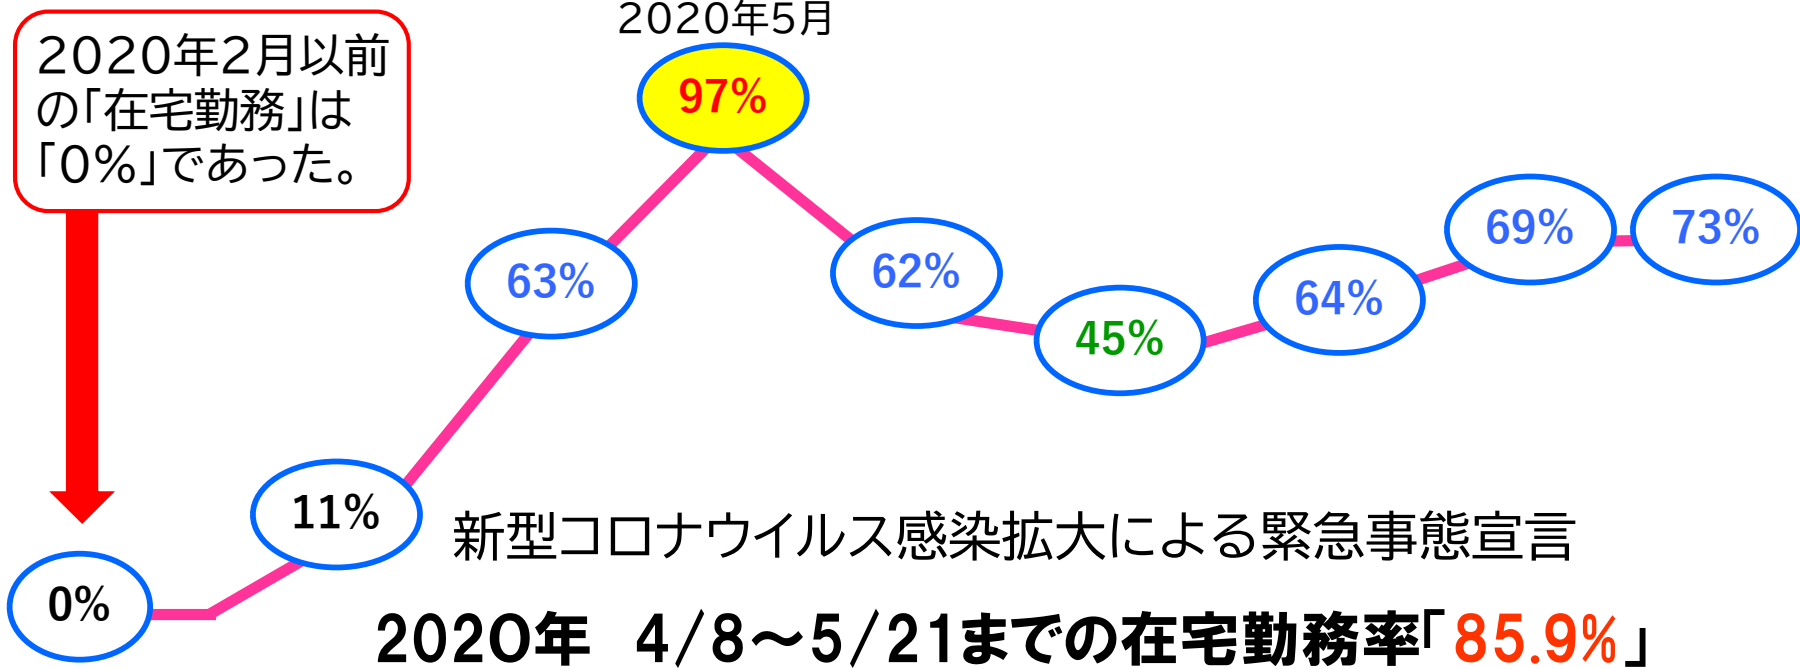 2020年5月
2020年2月以前
の「在宅勤務」は
「0%」であった。
97%
63%
62%
45%
64%
69%
73%
11%
0%
新型コロナウイルス感染拡大による緊急事態宣言
2020年 4/8～5/21までの在宅勤務率「85.9%」